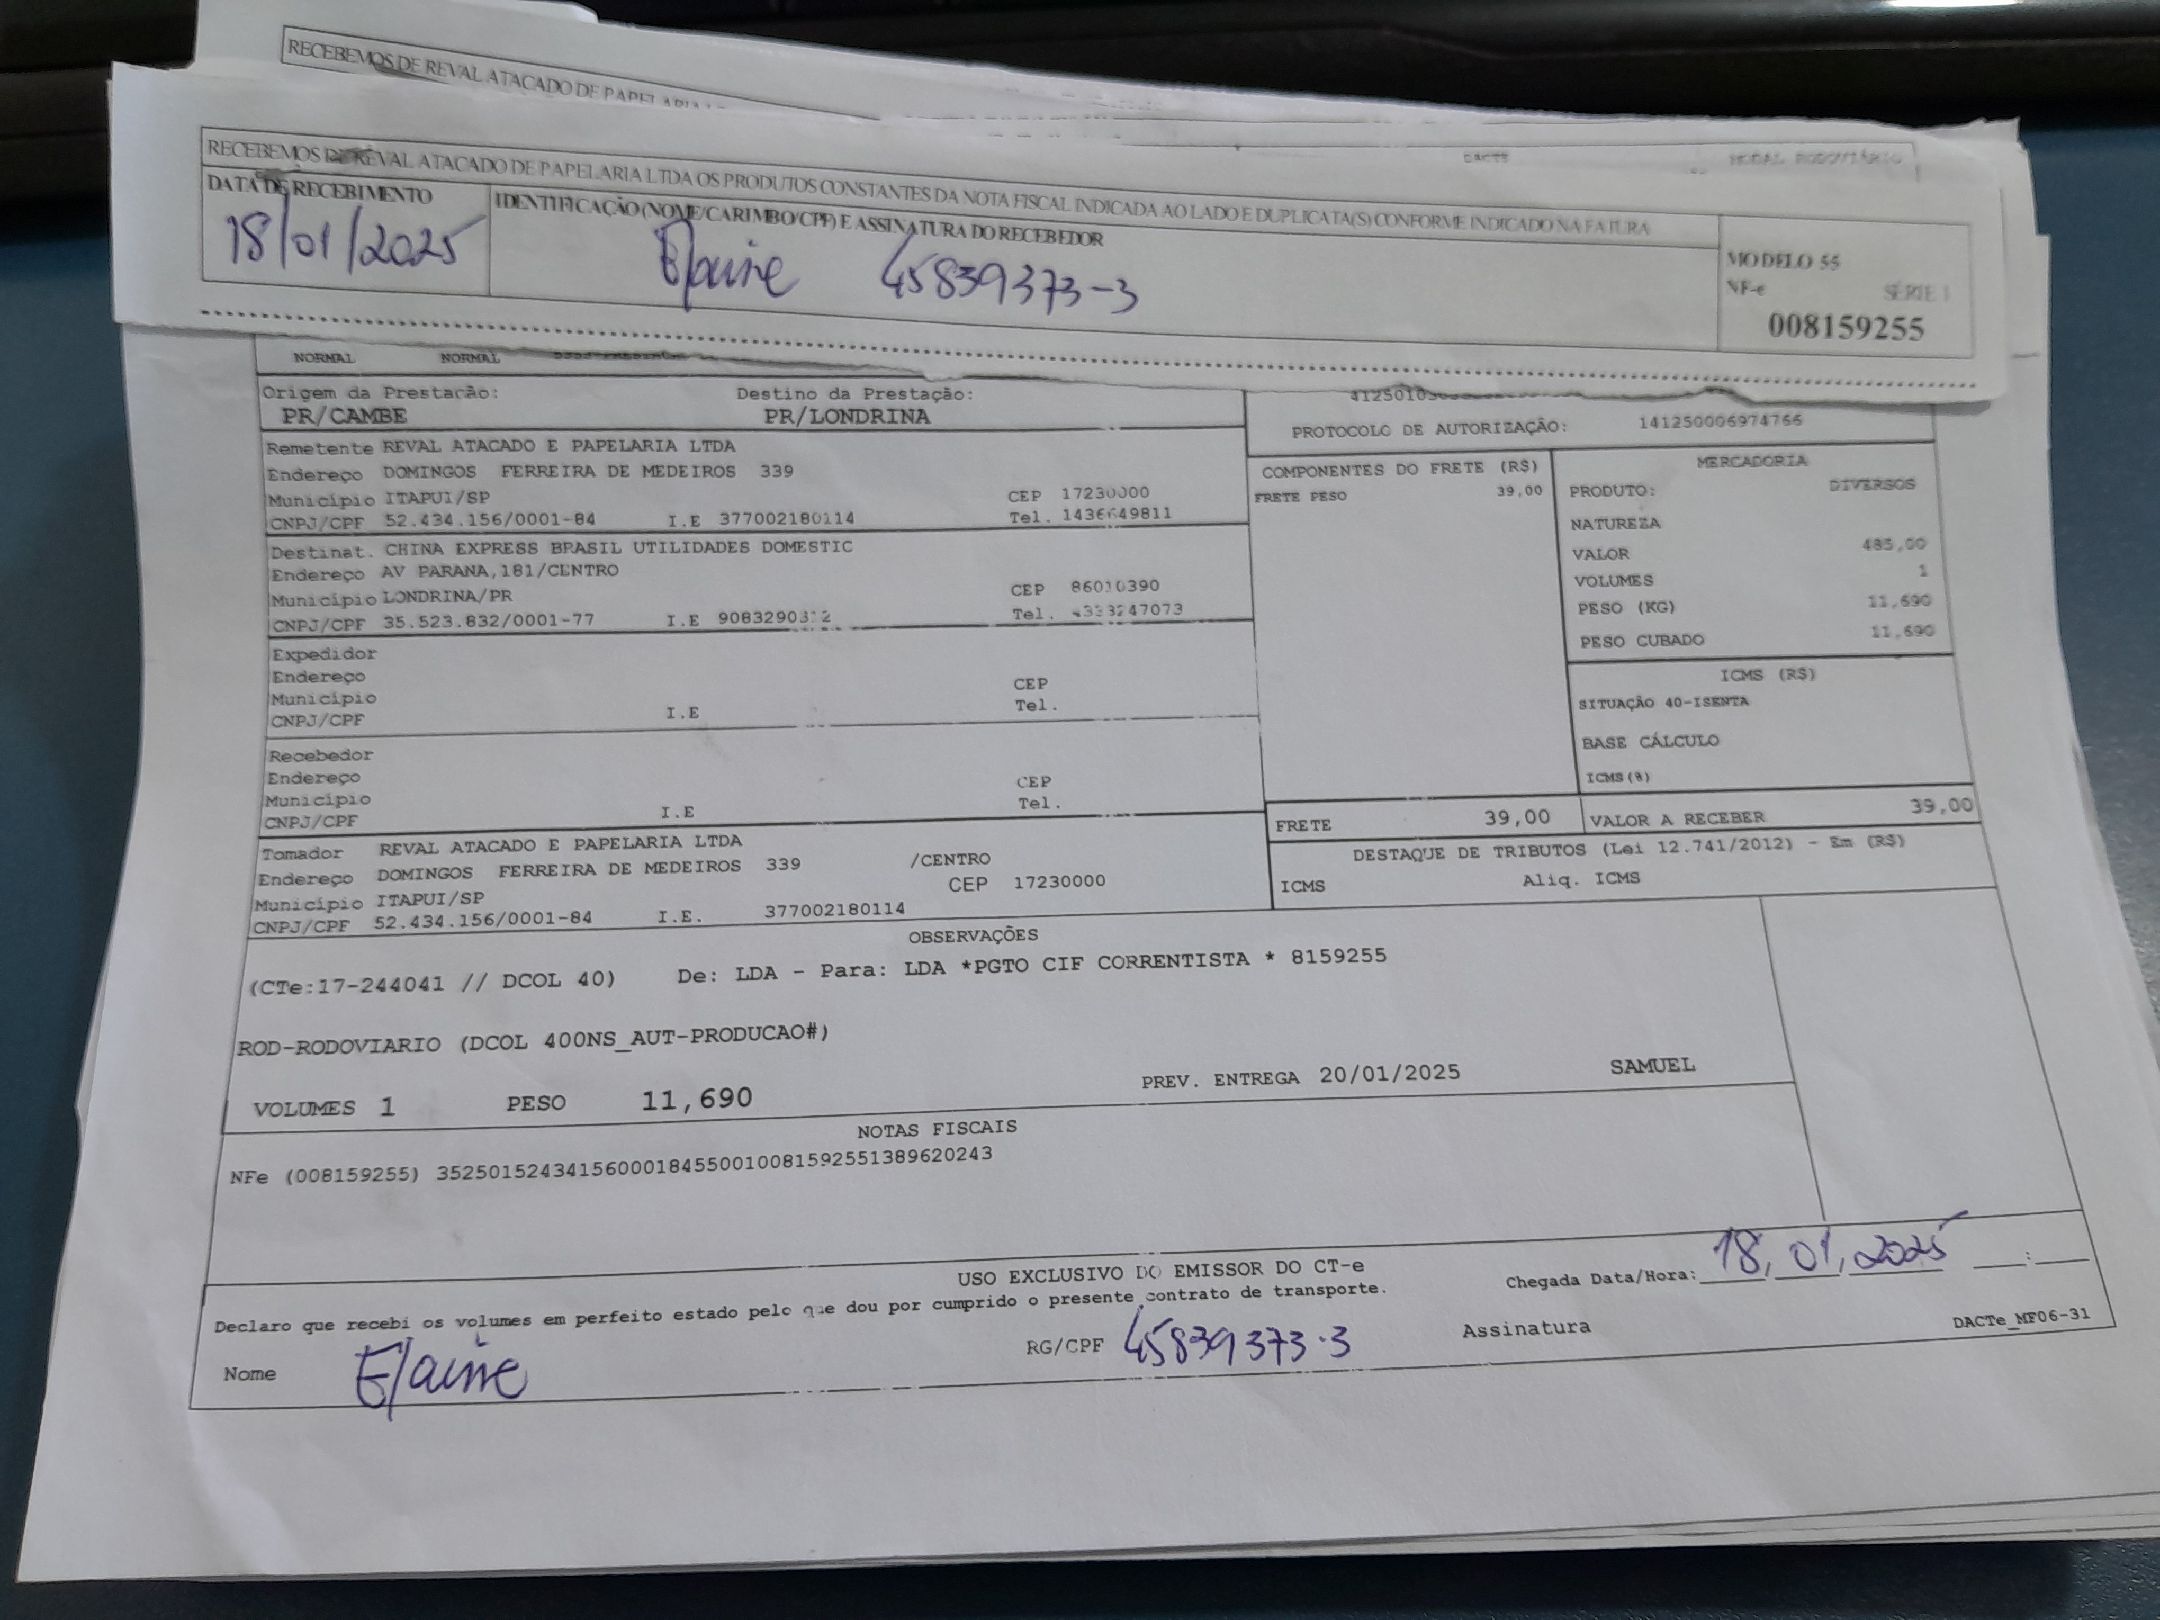 RECEBEMOS DE REVAL ATACADO DE PAPELARIA
RECEBEMOS DE REVAL ATACADO DE PAPELARIA LTDA OS PRODUTOS CONSTANTES DA NOTA FISCAL INDICADA AO LADO E DUPLICATA(S) CONFORME INDICADO NA FATURA
DACTE MODAL RODOVIÁRIO
DATA DE RECEBIMENTO IDENTIFICAÇÃO (NOME/CARIMBO/CPF) E ASSINATURA DO RECEBEDOR
18/01/2025 Elaine 45839373-3
MODELO 55
NF-e SÉRIE 1
008159255
NORMAL NORMAL
Origem da Prestação: Destino da Prestação:
PR/CAMBE PR/LONDRINA
PROTOCOLO DE AUTORIZAÇÃO: 141250006974766
Remetente REVAL ATACADO E PAPELARIA LTDA
Endereço DOMINGOS FERREIRA DE MEDEIROS 339
Município ITAPUI/SP CEP 17230000
CNPJ/CPF 52.434.156/0001-84 I.E 377002180114 Tel. 1436649811
Destinat. CHINA EXPRESS BRASIL UTILIDADES DOMESTIC
Endereço AV PARANA,181/CENTRO
Município LONDRINA/PR CEP 86010390
CNPJ/CPF 35.523.832/0001-77 I.E Tel.
Expedidor
Endereço
Município CEP
CNPJ/CPF I.E Tel.
Recebedor
Endereço
Município CEP
CNPJ/CPF I.E Tel.
Tomador REVAL ATACADO E PAPELARIA LTDA
Endereço DOMINGOS FERREIRA DE MEDEIROS 339 /CENTRO
Município ITAPUI/SP CEP 17230000
CNPJ/CPF 52.434.156/0001-84 I.E. 377002180114
COMPONENTES DO FRETE (R$)
FRETE PESO 39,00
MERCADORIA
PRODUTO: DIVERSOS
NATUREZA
VALOR 485,00
VOLUMES 1
PESO (KG) 11,690
PESO CUBADO 11,690
ICMS (R$)
SITUAÇÃO 40-ISENTA
BASE CÁLCULO
ICMS(%)
FRETE 39,00 VALOR A RECEBER 39,00
DESTAQUE DE TRIBUTOS (Lei 12.741/2012) - Em (R$)
ICMS Aliq. ICMS
OBSERVAÇÕES
(CTe:17-244041 // DCOL 40) De: LDA - Para: LDA *PGTO CIF CORRENTISTA * 8159255
ROD-RODOVIARIO (DCOL 400NS_AUT-PRODUCAO#)
VOLUMES 1 PESO 11,690 PREV. ENTREGA 20/01/2025 SAMUEL
NOTAS FISCAIS
NFe (008159255) 35250152434156000184550010081592551389620243
USO EXCLUSIVO DO EMISSOR DO CT-e
Declaro que recebi os volumes em perfeito estado pelo que dou por cumprido o presente contrato de transporte.
Chegada Data/Hora: 18, 01, 2025 :
Nome Elaine RG/CPF 45839373-3 Assinatura
DACTe_MF06-31